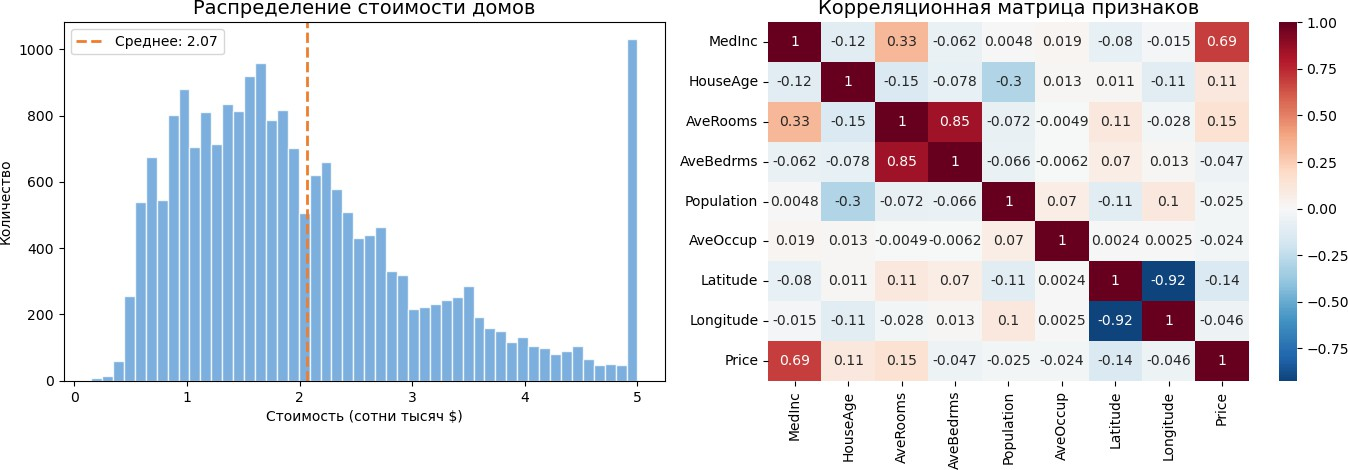 Распределение стоимости домов
Среднее: 2.07
1000
800
600
400
200
0
Количество
0 1 2 3 4 5
Стоимость (сотни тысяч $)
Корреляционная матрица признаков
MedInc 1 -0.12 0.33 -0.062 0.0048 0.019 -0.08 -0.015 0.69
HouseAge -0.12 1 -0.15 -0.078 -0.3 0.013 0.011 -0.11 0.11
AveRooms 0.33 -0.15 1 0.85 -0.072 -0.0049 0.11 -0.028 0.15
AveBedrms -0.062 -0.078 0.85 1 -0.066 -0.0062 0.07 0.013 -0.047
Population 0.0048 -0.3 -0.072 -0.066 1 0.07 -0.11 0.1 -0.025
AveOccup 0.019 0.013 -0.0049 -0.0062 0.07 1 0.0024 0.0025 -0.024
Latitude -0.08 0.011 0.11 0.07 -0.11 0.0024 1 -0.92 -0.14
Longitude -0.015 -0.11 -0.028 0.013 0.1 0.0025 -0.92 1 -0.046
Price 0.69 0.11 0.15 -0.047 -0.025 -0.024 -0.14 -0.046 1
MedInc HouseAge AveRooms AveBedrms Population AveOccup Latitude Longitude Price
1.00
0.75
0.50
0.25
0.00
−0.25
−0.50
−0.75